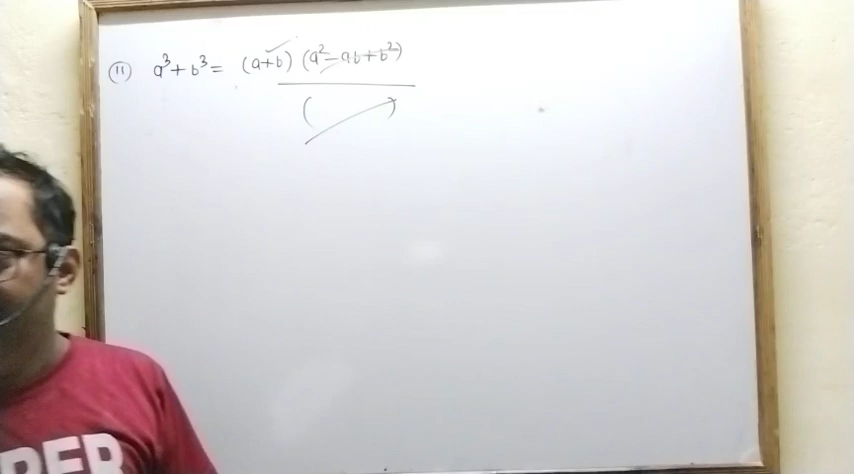 (11) a³+b³ = (a+b) (a²-ab+b²)
( )